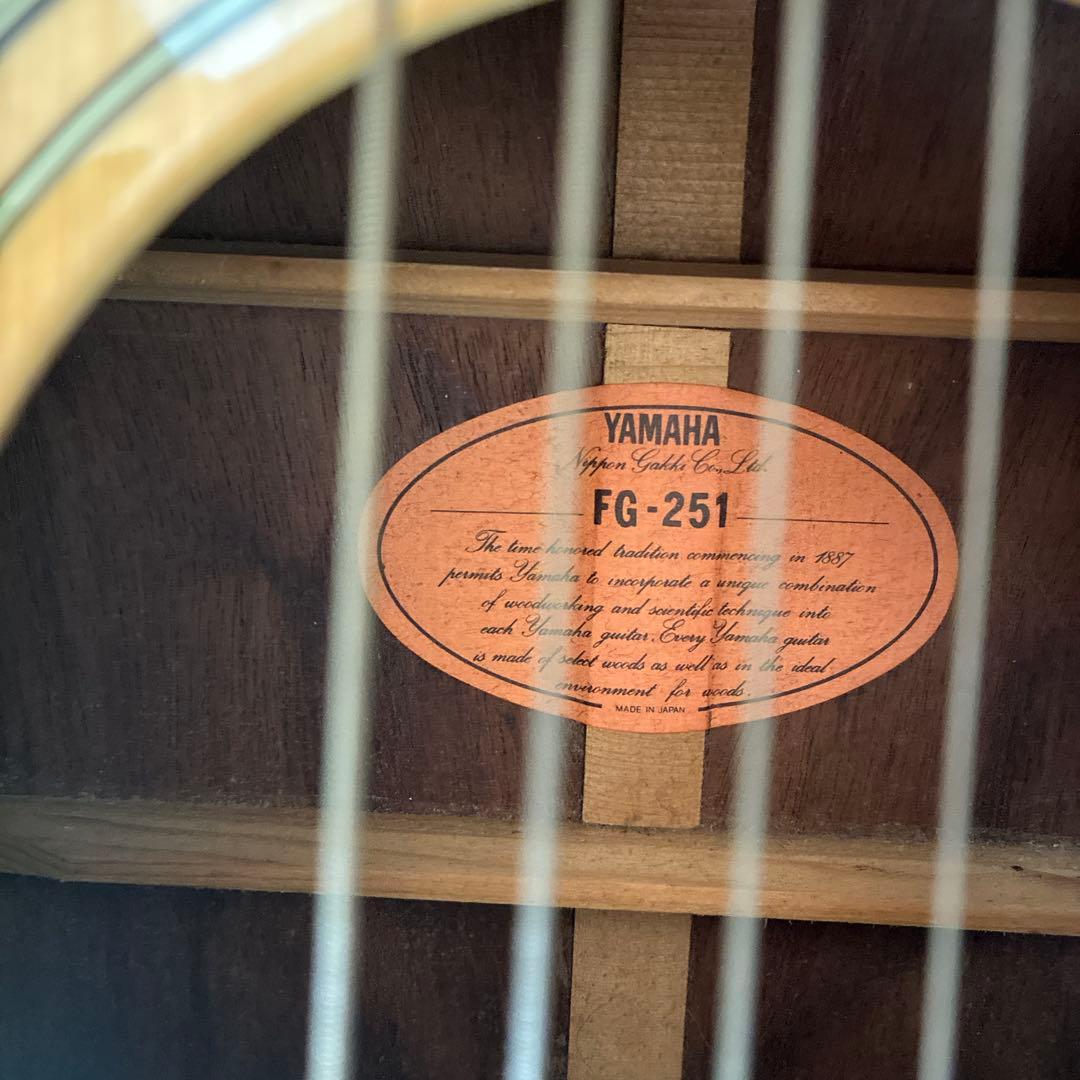 YAMAHA
Nippon Gakki Co., Ltd.
FG-251
The time honored tradition commencing in 1887
permits Yamaha to incorporate a unique combination
of woodworking and scientific technique into
each Yamaha guitar. Every Yamaha guitar
is made of select woods as well as in the ideal
environment for woods.
MADE IN JAPAN